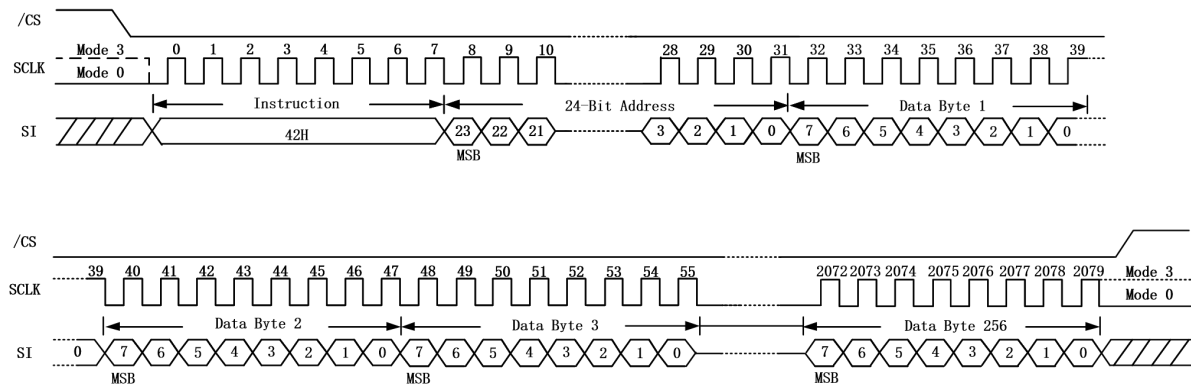 /CS
Mode 3 0 1 2 3 4 5 6 7 8 9 10 28 29 30 31 32 33 34 35 36 37 38 39
SCLK Mode 0
Instruction 24-Bit Address Data Byte 1
SI 42H 23 22 21 3 2 1 0 7 6 5 4 3 2 1 0
MSB MSB
/CS
39 40 41 42 43 44 45 46 47 48 49 50 51 52 53 54 55 2072 2073 2074 2075 2076 2077 2078 2079 Mode 3
SCLK Mode 0
Data Byte 2 Data Byte 3 Data Byte 256
SI 0 7 6 5 4 3 2 1 0 7 6 5 4 3 2 1 0 7 6 5 4 3 2 1 0
MSB MSB MSB